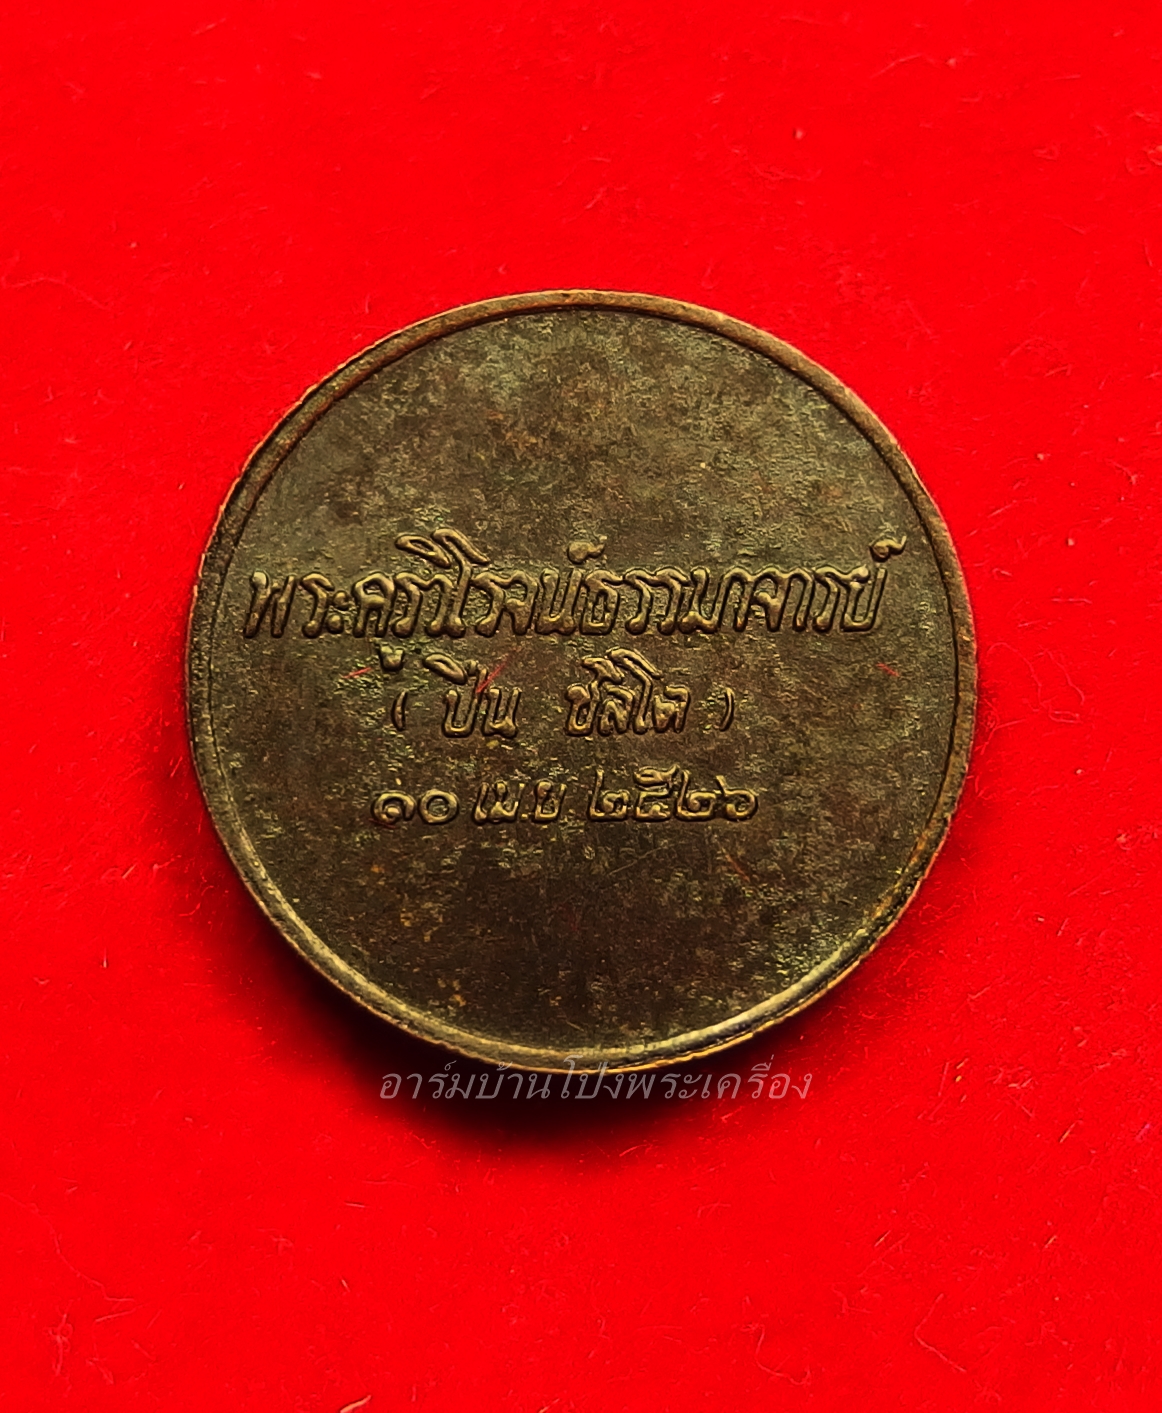 พระครูวิโรจน์ธรรมาจารย์
( ปึ่น ชลิโต )
๑๐ เม.ย. ๒๕๒๖
อาร์มบ้านโป่งพระเครื่อง